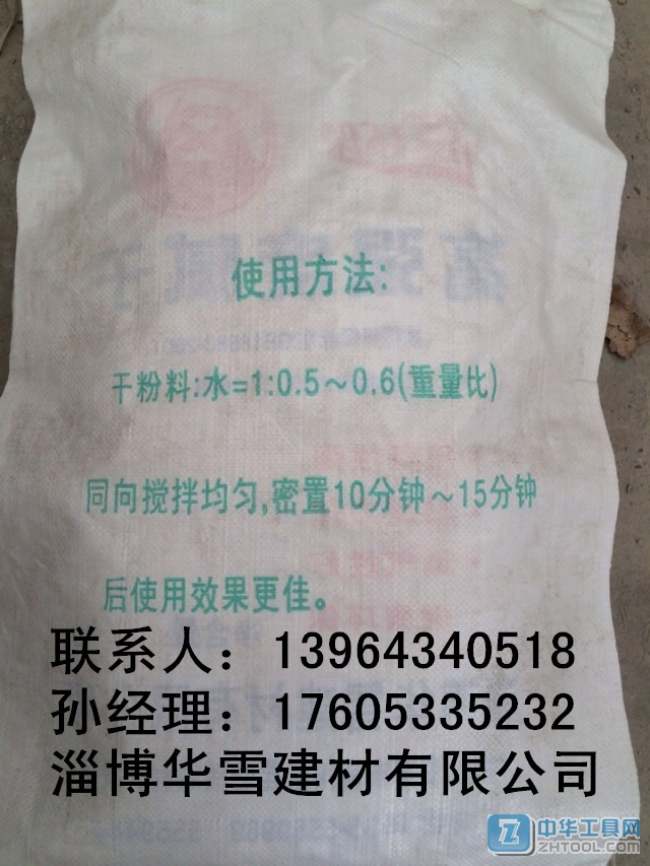 使用方法:
干粉料:水=1:0.5～0.6(重量比)
同向搅拌均匀,密置10分钟～15分钟
后使用效果更佳。
联系人：13964340518
孙经理：17605335232
淄博华雪建材有限公司
中华工具网
ZHTOOL.COM